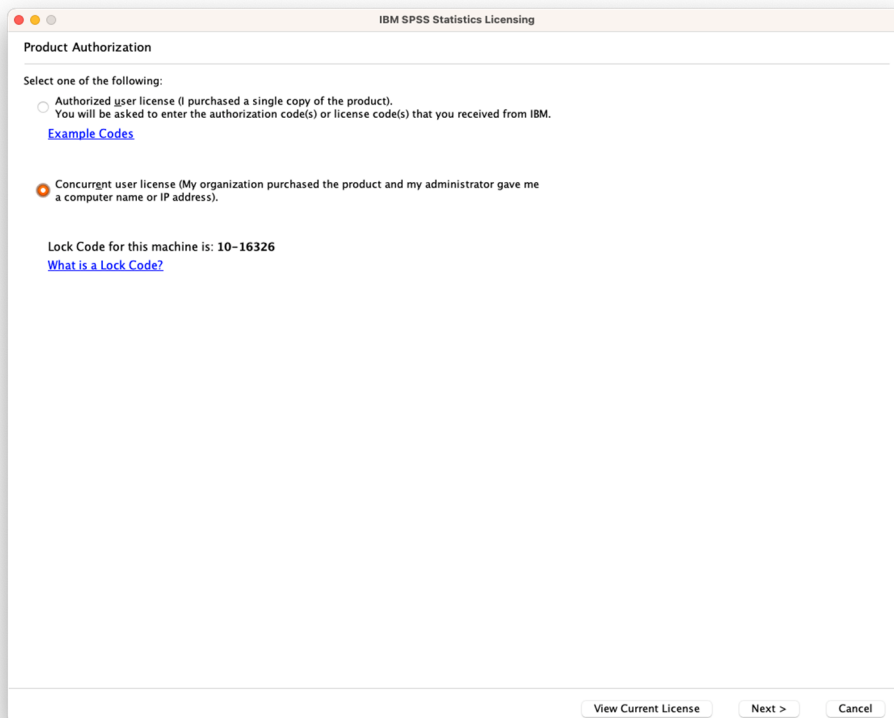 IBM SPSS Statistics Licensing
Product Authorization
Select one of the following:
Authorized user license (I purchased a single copy of the product).
You will be asked to enter the authorization code(s) or license code(s) that you received from IBM.
Example Codes
Concurrent user license (My organization purchased the product and my administrator gave me
a computer name or IP address).
Lock Code for this machine is: 10-16326
What is a Lock Code?
View Current License
Next >
Cancel